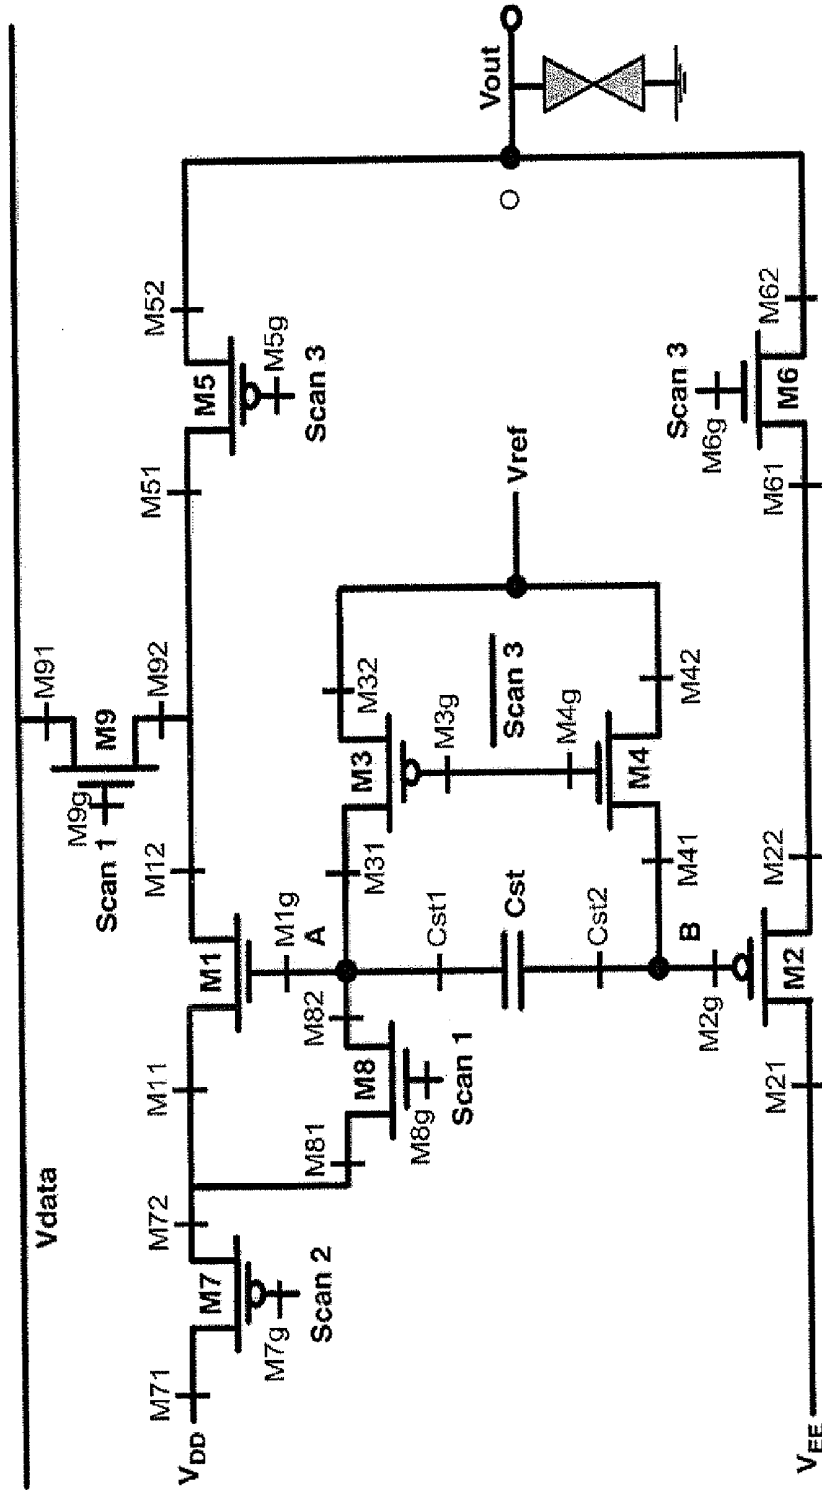 Vdata
M91
M9
M9g
M92
Scan 1
VDD
M71
M7
M7g
Scan 2
M72
M11
M1
M12
M1g
A
M51
M5
M52
M5g
Scan 3
Vout
O
M81
M8
M82
M8g
Scan 1
M31
M3
M32
M3g
Scan 3
Vref
Cst1
Cst
Cst2
M4g
M4
M41
M42
B
M2g
M2
M21
M22
VEE
Scan 3
M6g
M6
M61
M62